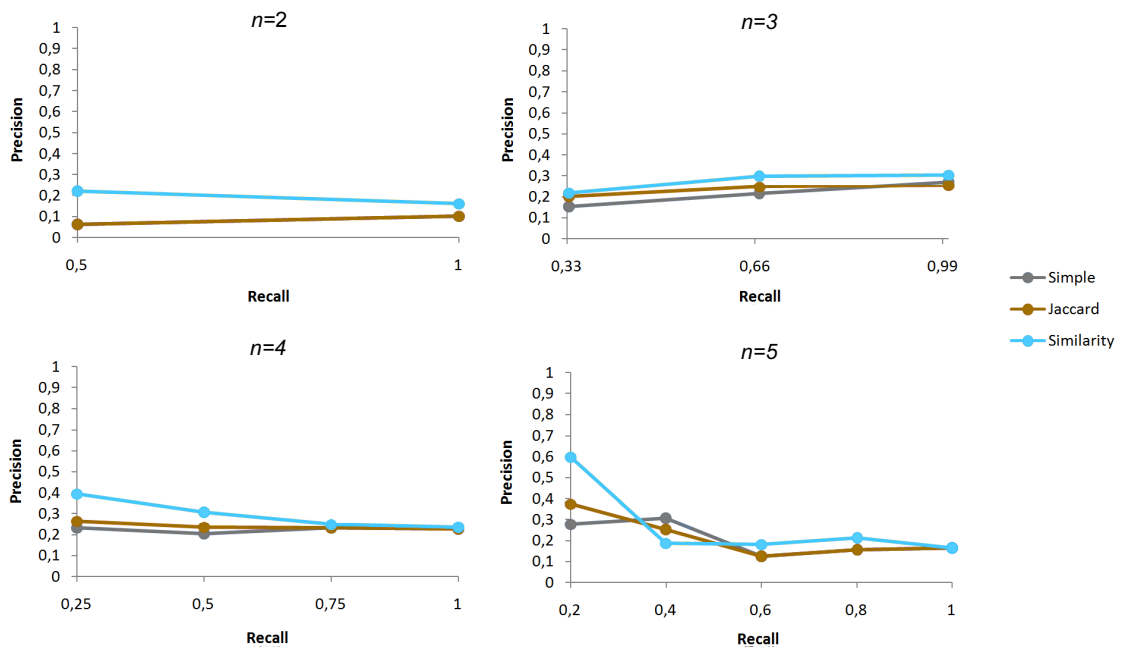 n=2
1
0,9
0,8
0,7
0,6
0,5
0,4
0,3
0,2
0,1
0
Precision
0,5 1
Recall
n=3
1
0,9
0,8
0,7
0,6
0,5
0,4
0,3
0,2
0,1
0
Precision
0,33 0,66 0,99
Recall
Simple
Jaccard
Similarity
n=4
1
0,9
0,8
0,7
0,6
0,5
0,4
0,3
0,2
0,1
0
Precision
0,25 0,5 0,75 1
Recall
n=5
1
0,9
0,8
0,7
0,6
0,5
0,4
0,3
0,2
0,1
0
Precision
0,2 0,4 0,6 0,8 1
Recall